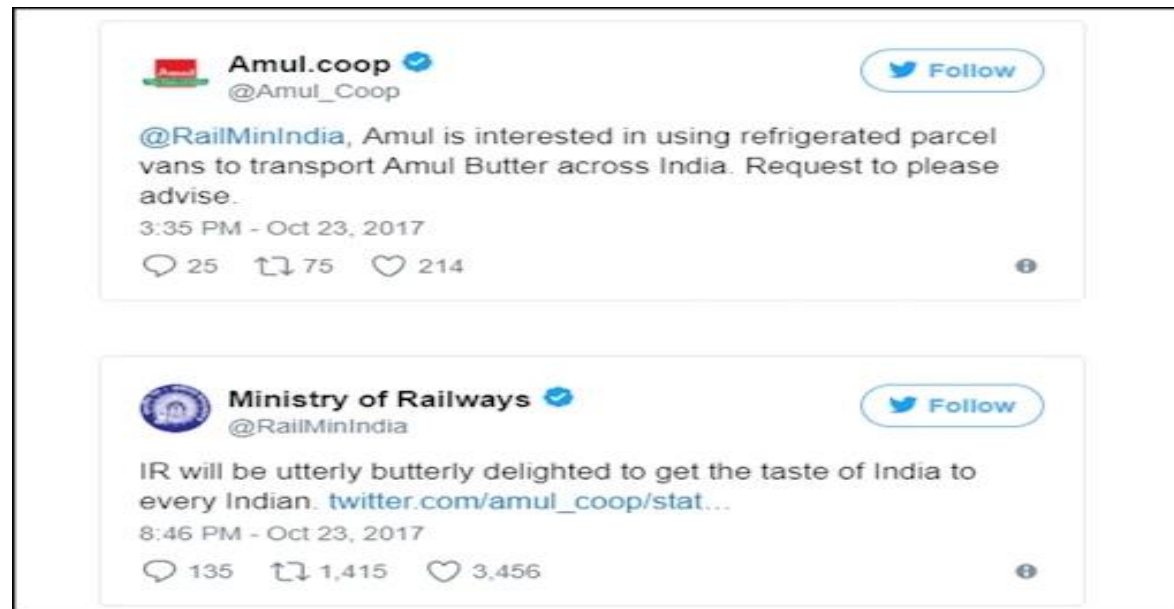 Amul.coop
Follow
@Amul_Coop
@RailMinIndia, Amul is interested in using refrigerated parcel
vans to transport Amul Butter across India. Request to please
advise.
3:35 PM - Oct 23, 2017
25 75 214
Ministry of Railways
Follow
@RailMinIndia
IR will be utterly butterly delighted to get the taste of India to
every Indian. twitter.com/amul_coop/stat...
8:46 PM - Oct 23, 2017
135 1,415 3,456